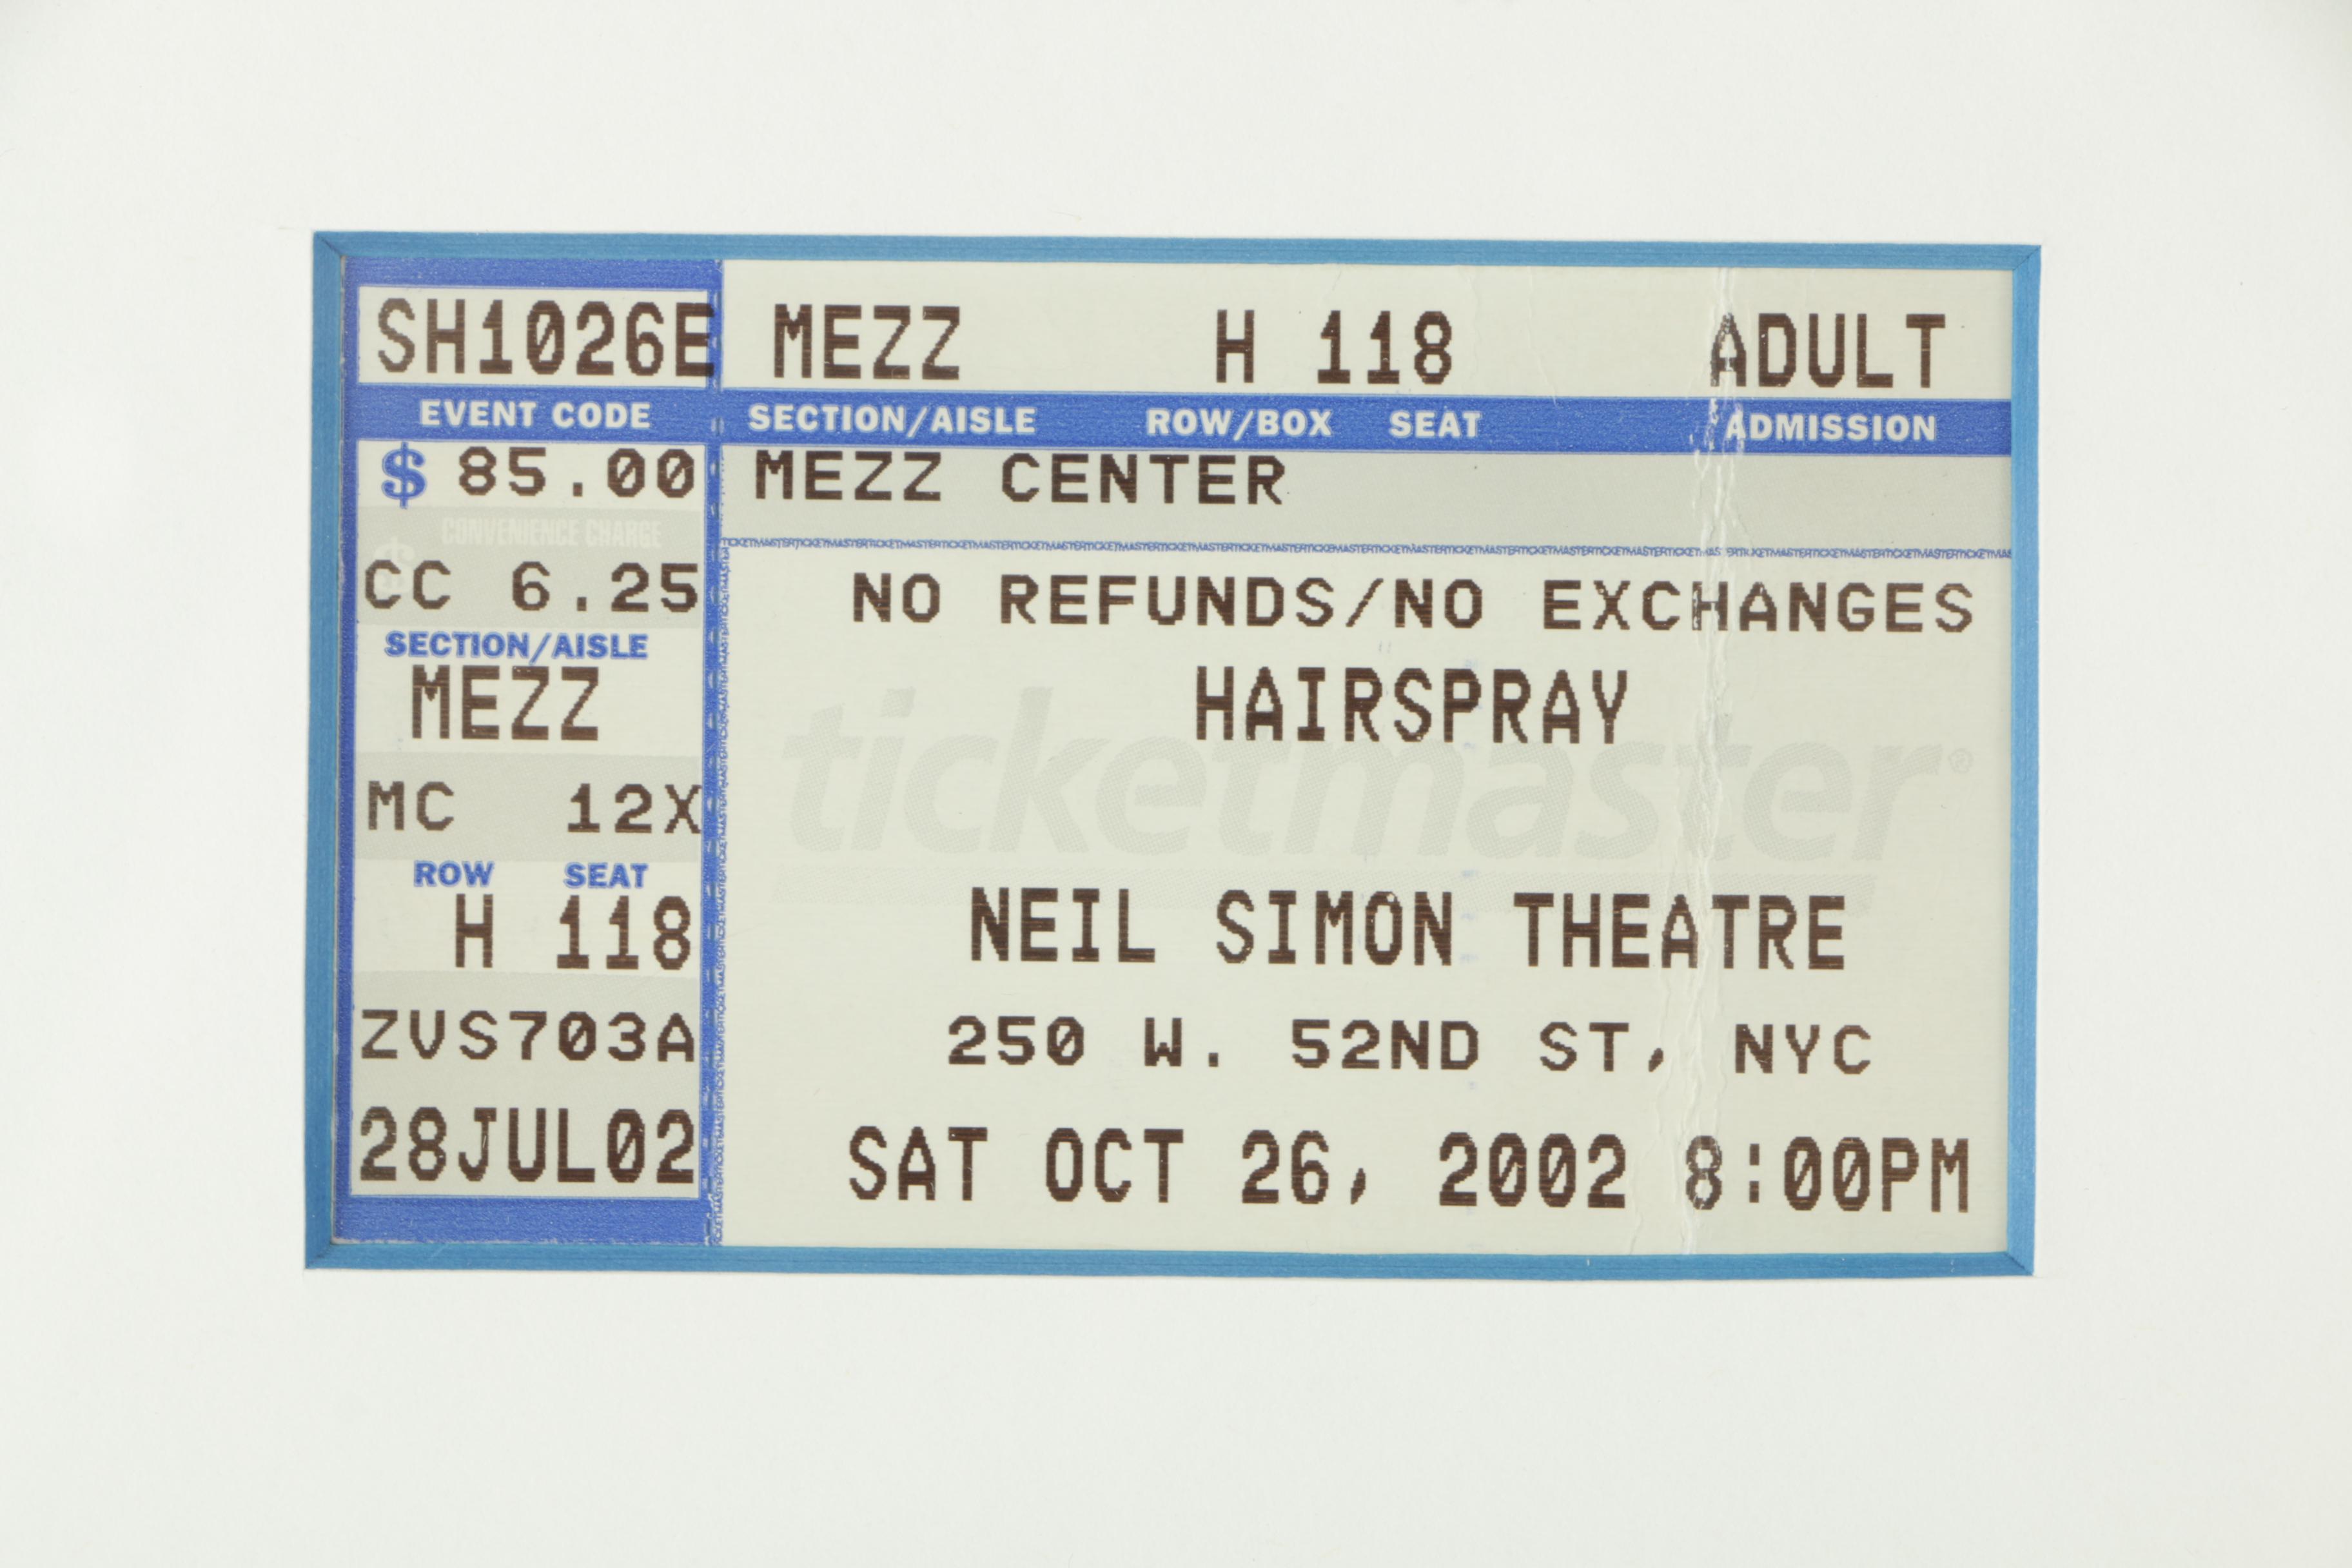 SH1026E
EVENT CODE
$ 85.00
CONVENIENCE CHARGE
$
CC 6.25
SECTION/AISLE
MEZZ
MC 12X
ROW SEAT
H 118
ZVS703A
28JUL02
MEZZ H 118 ADULT
SECTION/AISLE ROW/BOX SEAT ADMISSION
MEZZ CENTER
TICKETMASTERTICKETMASTERTICKETMASTERTICKETMASTERTICKETMASTERTICKETMASTER
NO REFUNDS/NO EXCHANGES
HAIRSPRAY
ticketmaster®
NEIL SIMON THEATRE
250 W. 52ND ST, NYC
SAT OCT 26, 2002 8:00PM